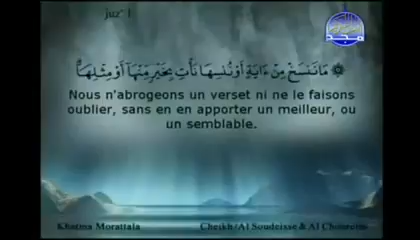 juz' 1
مَا نَنسَخْ مِنْ ءَايَةٍ أَوْ نُنسِهَا نَأْتِ بِخَيْرٍ مِّنْهَا أَوْ مِثْلِهَا
Nous n'abrogeons un verset ni ne le faisons
oublier, sans en en apporter un meilleur, ou
un semblable.
Khatma Morattala
Cheikh/Al Soudeisse & Al Choureim